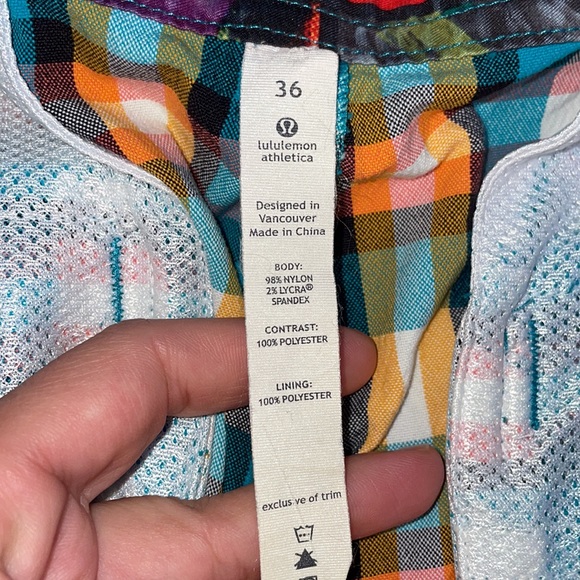 36
lululemon
athletica
Designed in
Vancouver
Made in China
BODY:
98% NYLON
2% LYCRA®
SPANDEX
CONTRAST:
100% POLYESTER
LINING:
100% POLYESTER
exclusive of trim